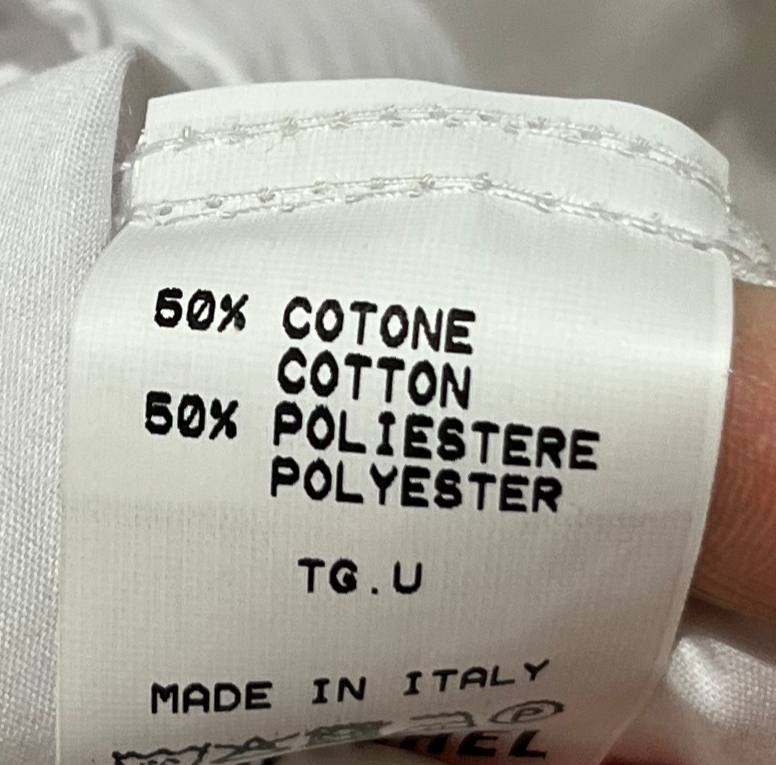 50% COTONE
COTTON
50% POLIESTERE
POLYESTER
TG.U
MADE IN ITALY
P